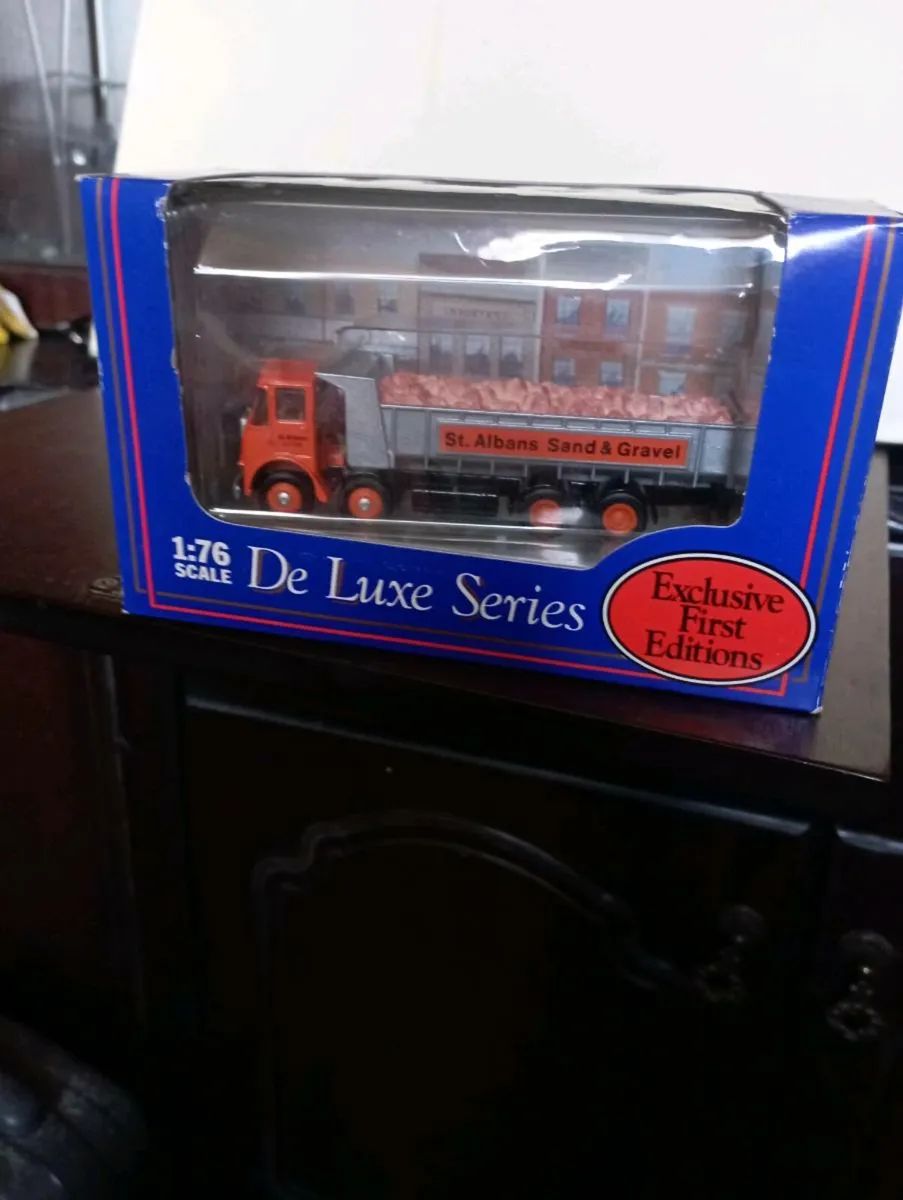 St. Albans Sand & Gravel
1:76
SCALE
De Luxe Series
Exclusive
First
Editions